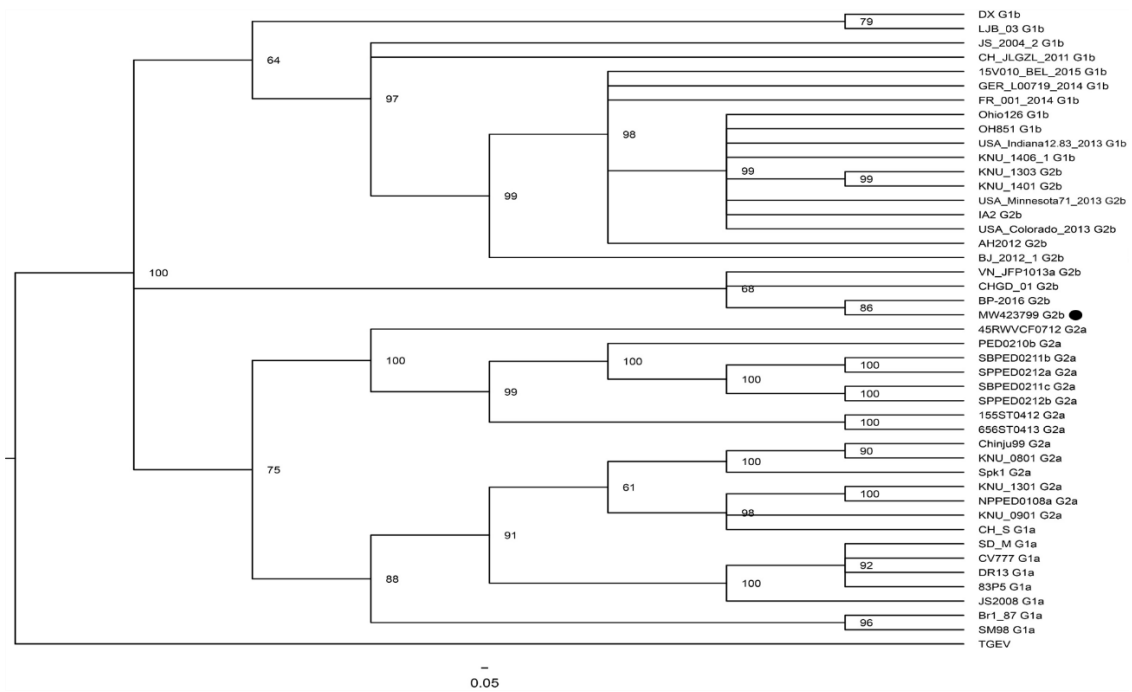 DX G1b
79
LJB_03 G1b
JS_2004_2 G1b
64
CH_JLGZL_2011 G1b
15V010_BEL_2015 G1b
GER_L00719_2014 G1b
97
FR_001_2014 G1b
Ohio126 G1b
OH851 G1b
98
USA_Indiana12.83_2013 G1b
KNU_1406_1 G1b
99
KNU_1303 G2b
99
KNU_1401 G2b
99
USA_Minnesota71_2013 G2b
IA2 G2b
USA_Colorado_2013 G2b
AH2012 G2b
BJ_2012_1 G2b
100
VN_JFP1013a G2b
68
CHGD_01 G2b
BP-2016 G2b
86
MW423799 G2b
45RWVCF0712 G2a
PED0210b G2a
100
100
SBPED0211b G2a
100
SPPED0212a G2a
100
SBPED0211c G2a
99
100
SPPED0212b G2a
155ST0412 G2a
100
656ST0413 G2a
Chinju99 G2a
90
KNU_0801 G2a
100
75
Spk1 G2a
KNU_1301 G2a
61
100
NPPED0108a G2a
98
KNU_0901 G2a
CH_S G1a
91
SD_M G1a
CV777 G1a
92
DR13 G1a
88
100
83P5 G1a
JS2008 G1a
Br1_87 G1a
96
SM98 G1a
TGEV
0.05